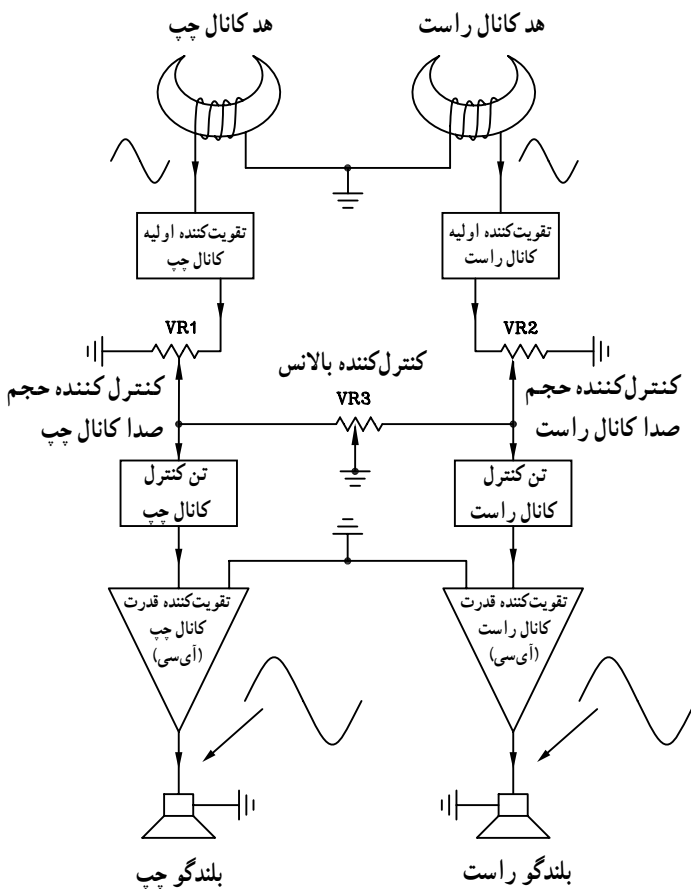 هد کانال راست
هد کانال چپ
تقویت‌کننده اولیه
کانال راست
تقویت‌کننده اولیه
کانال چپ
VR2
VR1
کنترل‌کننده بالانس
VR3
کنترل‌کننده حجم
صدا کانال راست
کنترل کننده حجم
صدا کانال چپ
تن کنترل
کانال راست
تن کنترل
کانال چپ
تقویت‌کننده قدرت
کانال راست
(آی‌سی)
تقویت‌کننده قدرت
کانال چپ
(آی‌سی)
بلندگو راست
بلندگو چپ